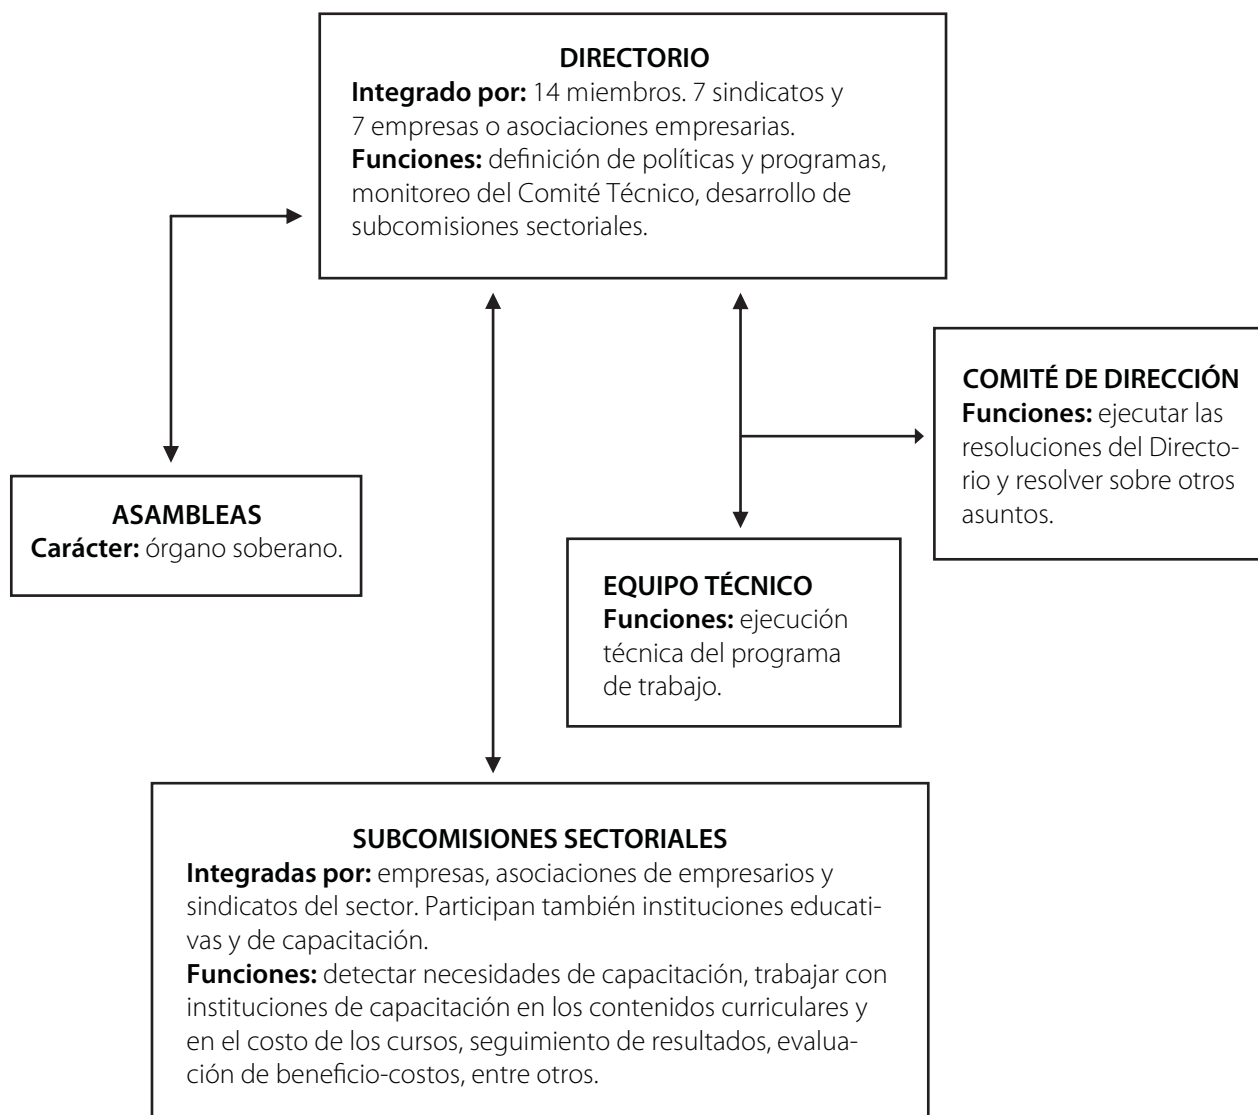 DIRECTORIO
Integrado por: 14 miembros. 7 sindicatos y
7 empresas o asociaciones empresarias.
Funciones: definición de políticas y programas,
monitoreo del Comité Técnico, desarrollo de
subcomisiones sectoriales.
COMITÉ DE DIRECCIÓN
Funciones: ejecutar las
resoluciones del Directo-
rio y resolver sobre otros
asuntos.
ASAMBLEAS
Carácter: órgano soberano.
EQUIPO TÉCNICO
Funciones: ejecución
técnica del programa
de trabajo.
SUBCOMISIONES SECTORIALES
Integradas por: empresas, asociaciones de empresarios y
sindicatos del sector. Participan también instituciones educati-
vas y de capacitación.
Funciones: detectar necesidades de capacitación, trabajar con
instituciones de capacitación en los contenidos curriculares y
en el costo de los cursos, seguimiento de resultados, evalua-
ción de beneficio-costos, entre otros.